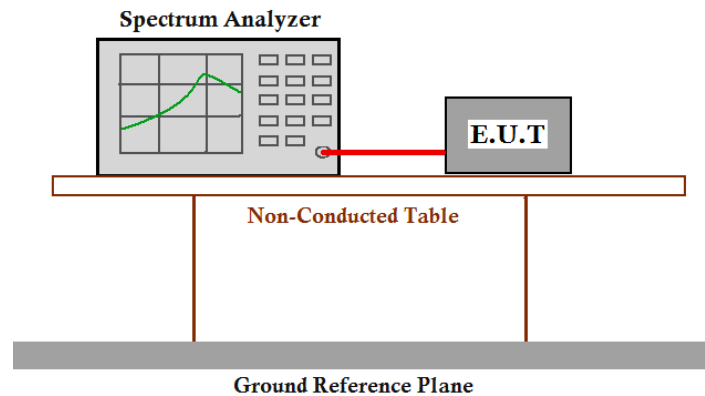 Spectrum Analyzer
E.U.T
Non-Conducted Table
Ground Reference Plane